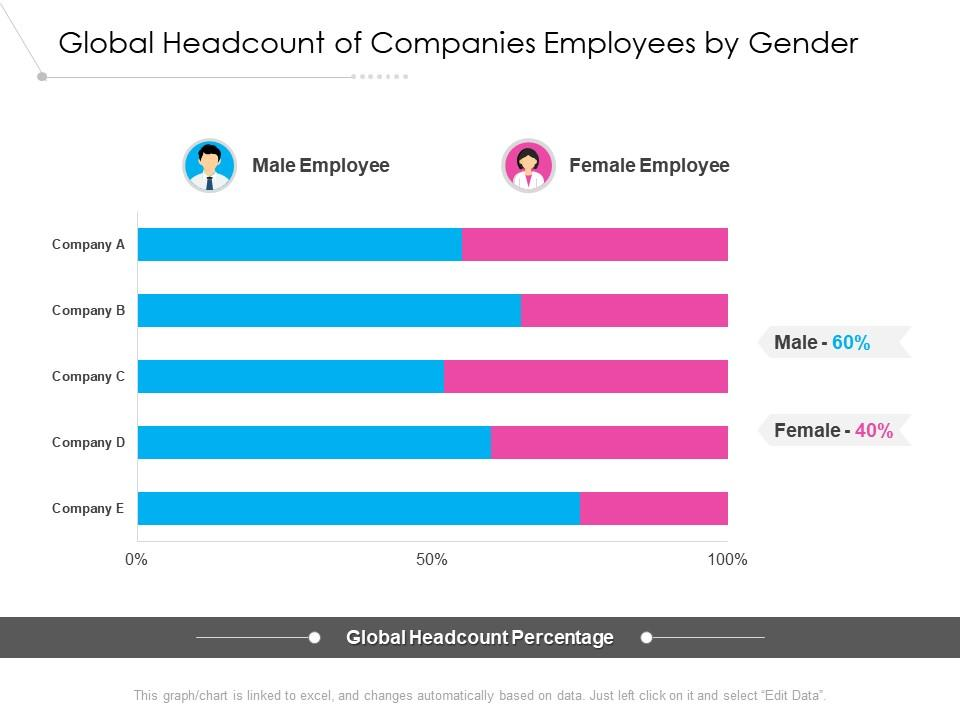 Global Headcount of Companies Employees by Gender
Male Employee
Female Employee
Company A
Company B
Company C
Company D
Company E
0%
50%
100%
Male - 60%
Female - 40%
Global Headcount Percentage
This graph/chart is linked to excel, and changes automatically based on data. Just left click on it and select “Edit Data”.